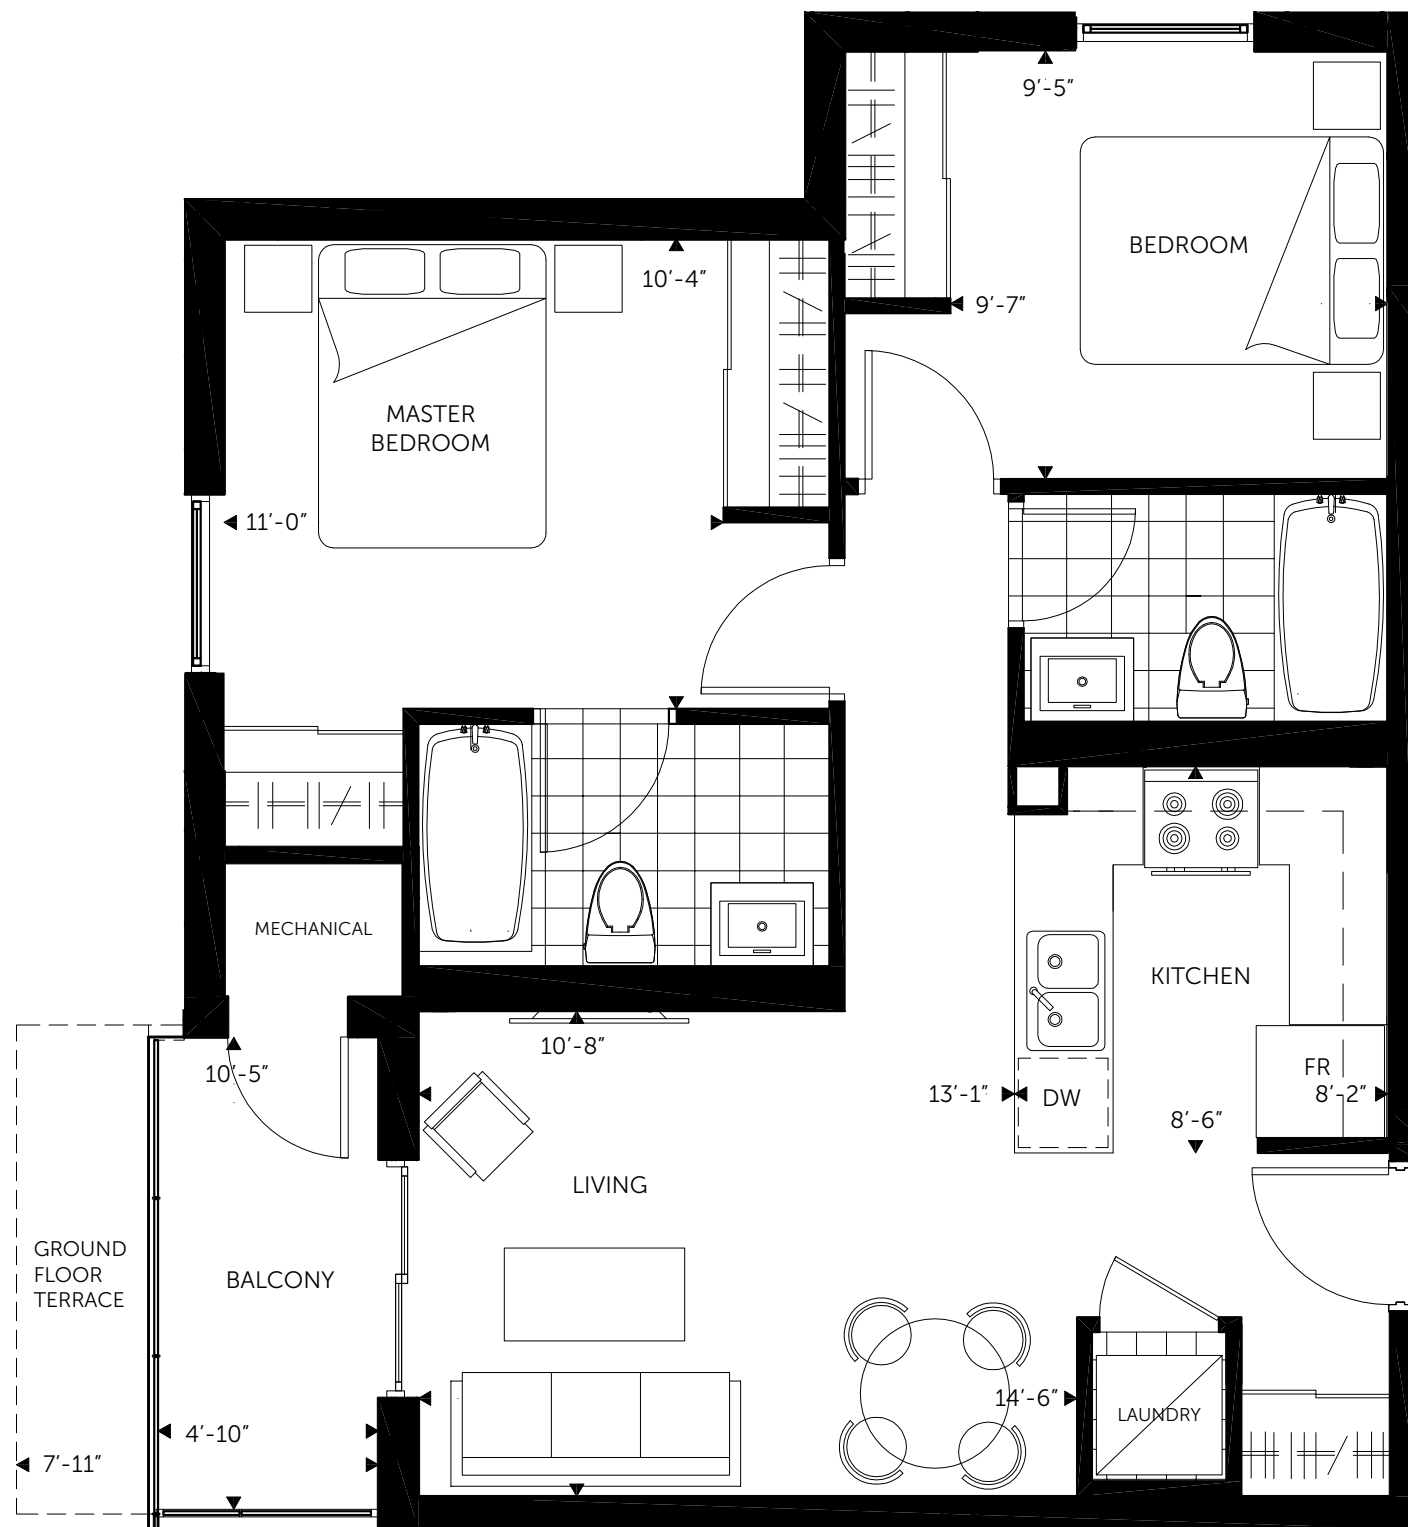 9'-5"
BEDROOM
10'-4"
9'-7"
MASTER
BEDROOM
11'-0"
MECHANICAL
KITCHEN
10'-8"
10'-5"
FR
13'-1"
DW
8'-2"
8'-6"
LIVING
GROUND
FLOOR
TERRACE
BALCONY
14'-6"
LAUNDRY
4'-10"
7'-11"